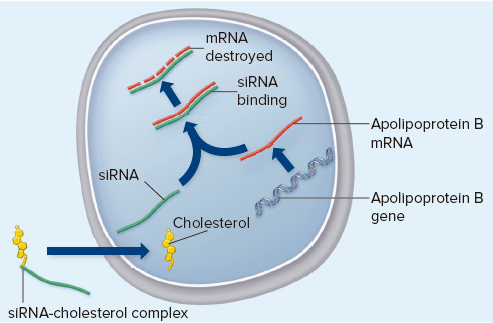 mRNA
destroyed
siRNA
binding
Apolipoprotein B
mRNA
siRNA
Apolipoprotein B
gene
Cholesterol
siRNA-cholesterol complex